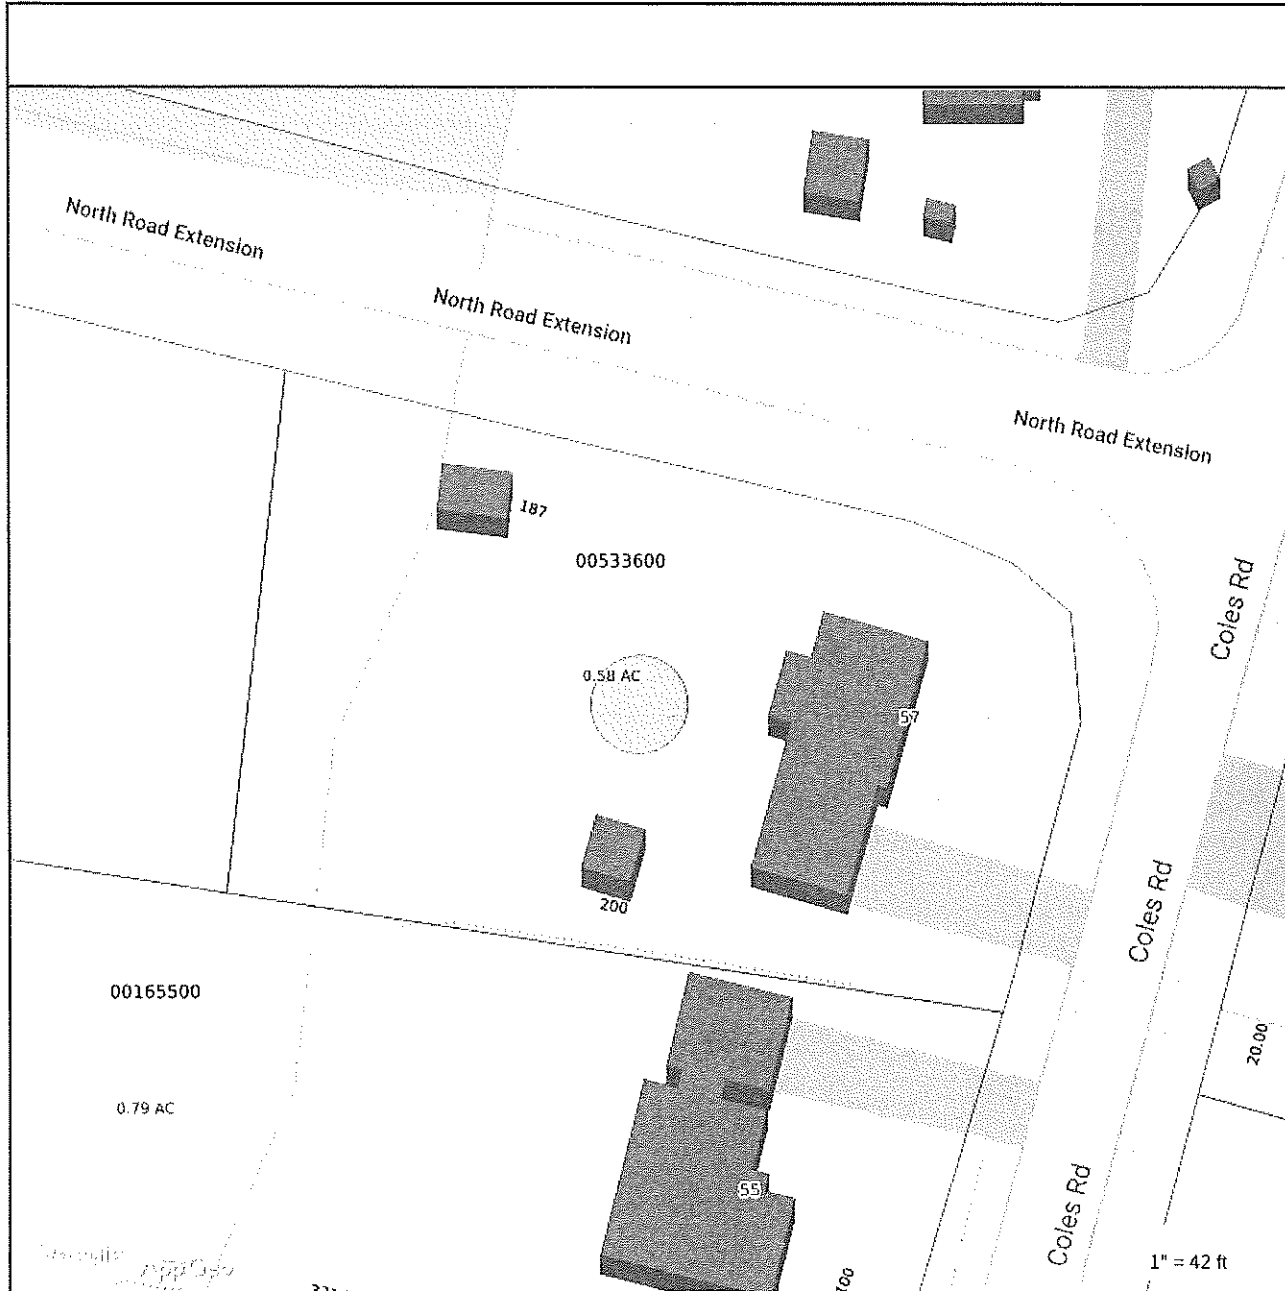 North Road Extension
North Road Extension
North Road Extension
187
00533600
Coles Rd
0.58 AC
57
Coles Rd
200
00165500
20.00
0.79 AC
55
Coles Rd
1" = 42 ft